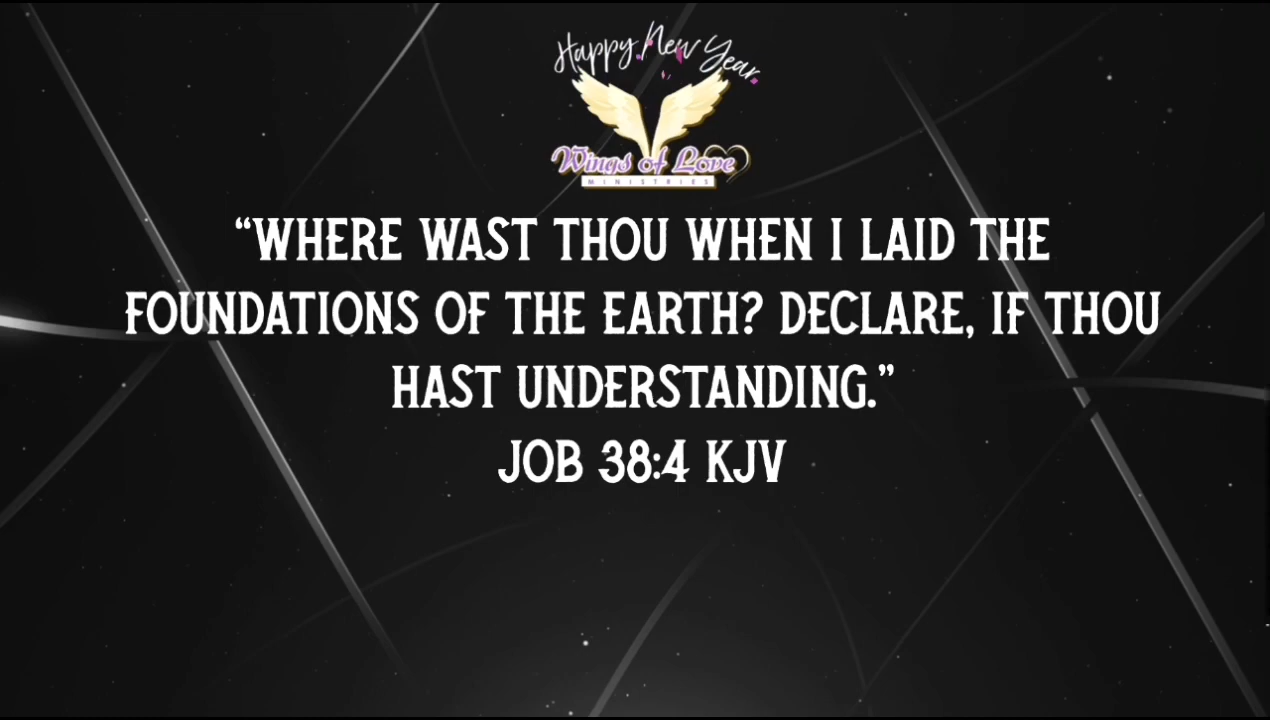 Happy New Year
Wings of Love
MINISTRIES
“WHERE WAST THOU WHEN I LAID THE
FOUNDATIONS OF THE EARTH? DECLARE, IF THOU
HAST UNDERSTANDING.”
JOB 38:4 KJV